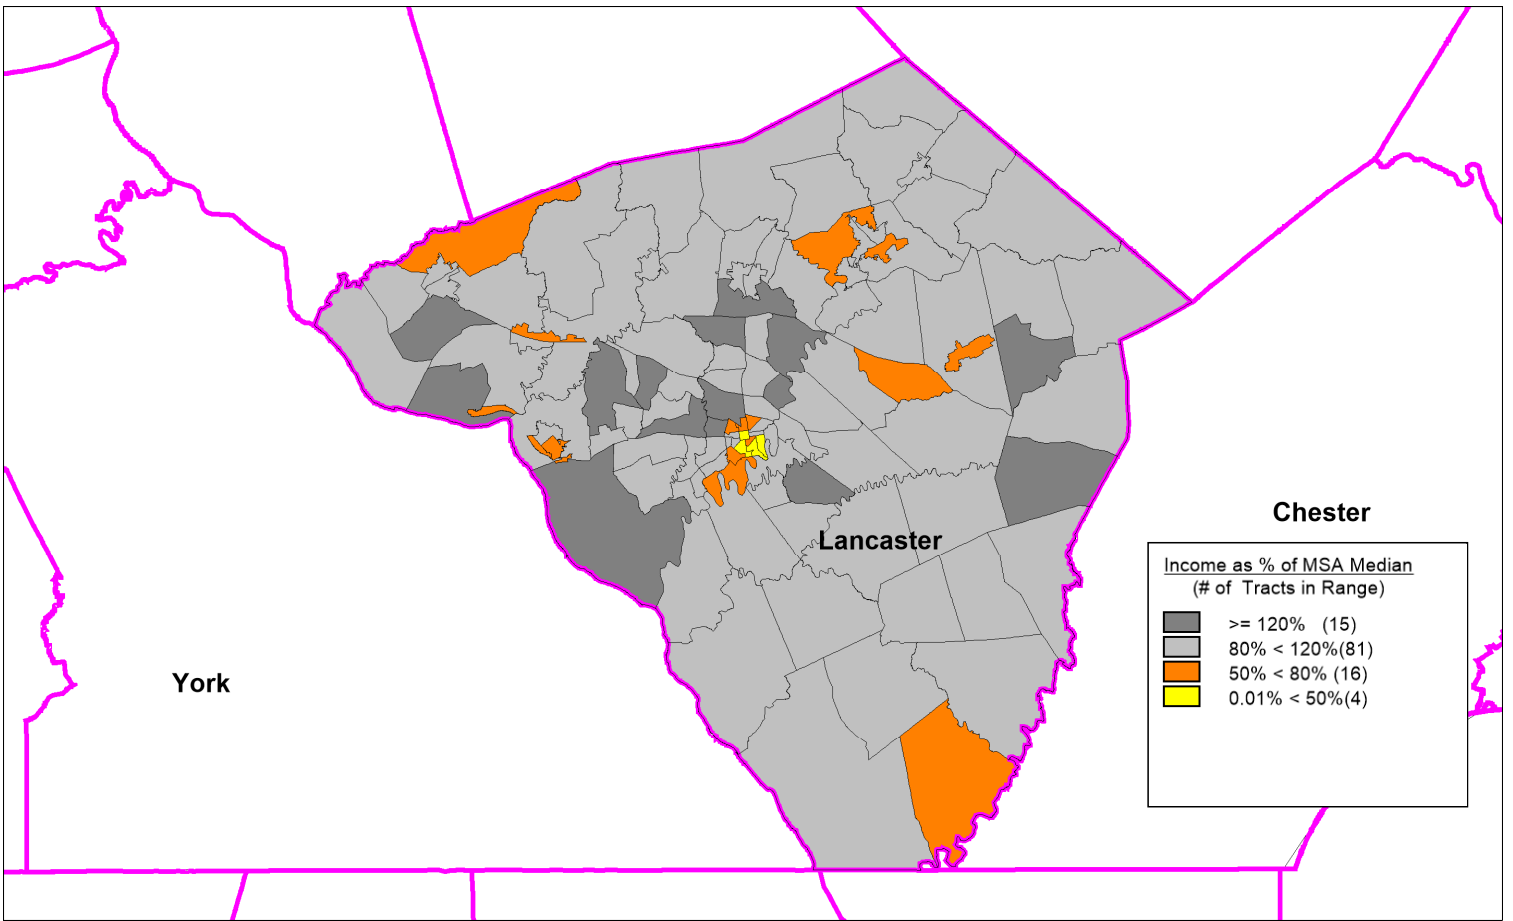 Chester
Lancaster
York
Income as % of MSA Median
(# of Tracts in Range)
>= 120% (15)
80% < 120%(81)
50% < 80% (16)
0.01% < 50%(4)